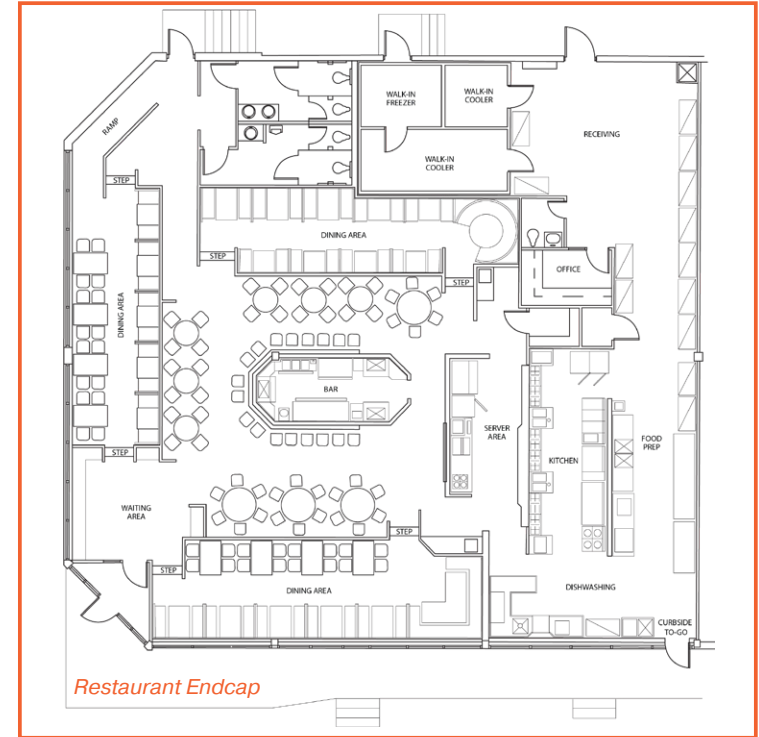 RAMP
STEP
WALK-IN
FREEZER
WALK-IN
COOLER
WALK-IN
COOLER
RECEIVING
DINING AREA
STEP
STEP
OFFICE
DINING AREA
BAR
SERVER
AREA
KITCHEN
FOOD
PREP
STEP
WAITING
AREA
STEP
STEP
DINING AREA
DISHWASHING
CURBSIDE
TO-GO
Restaurant Endcap